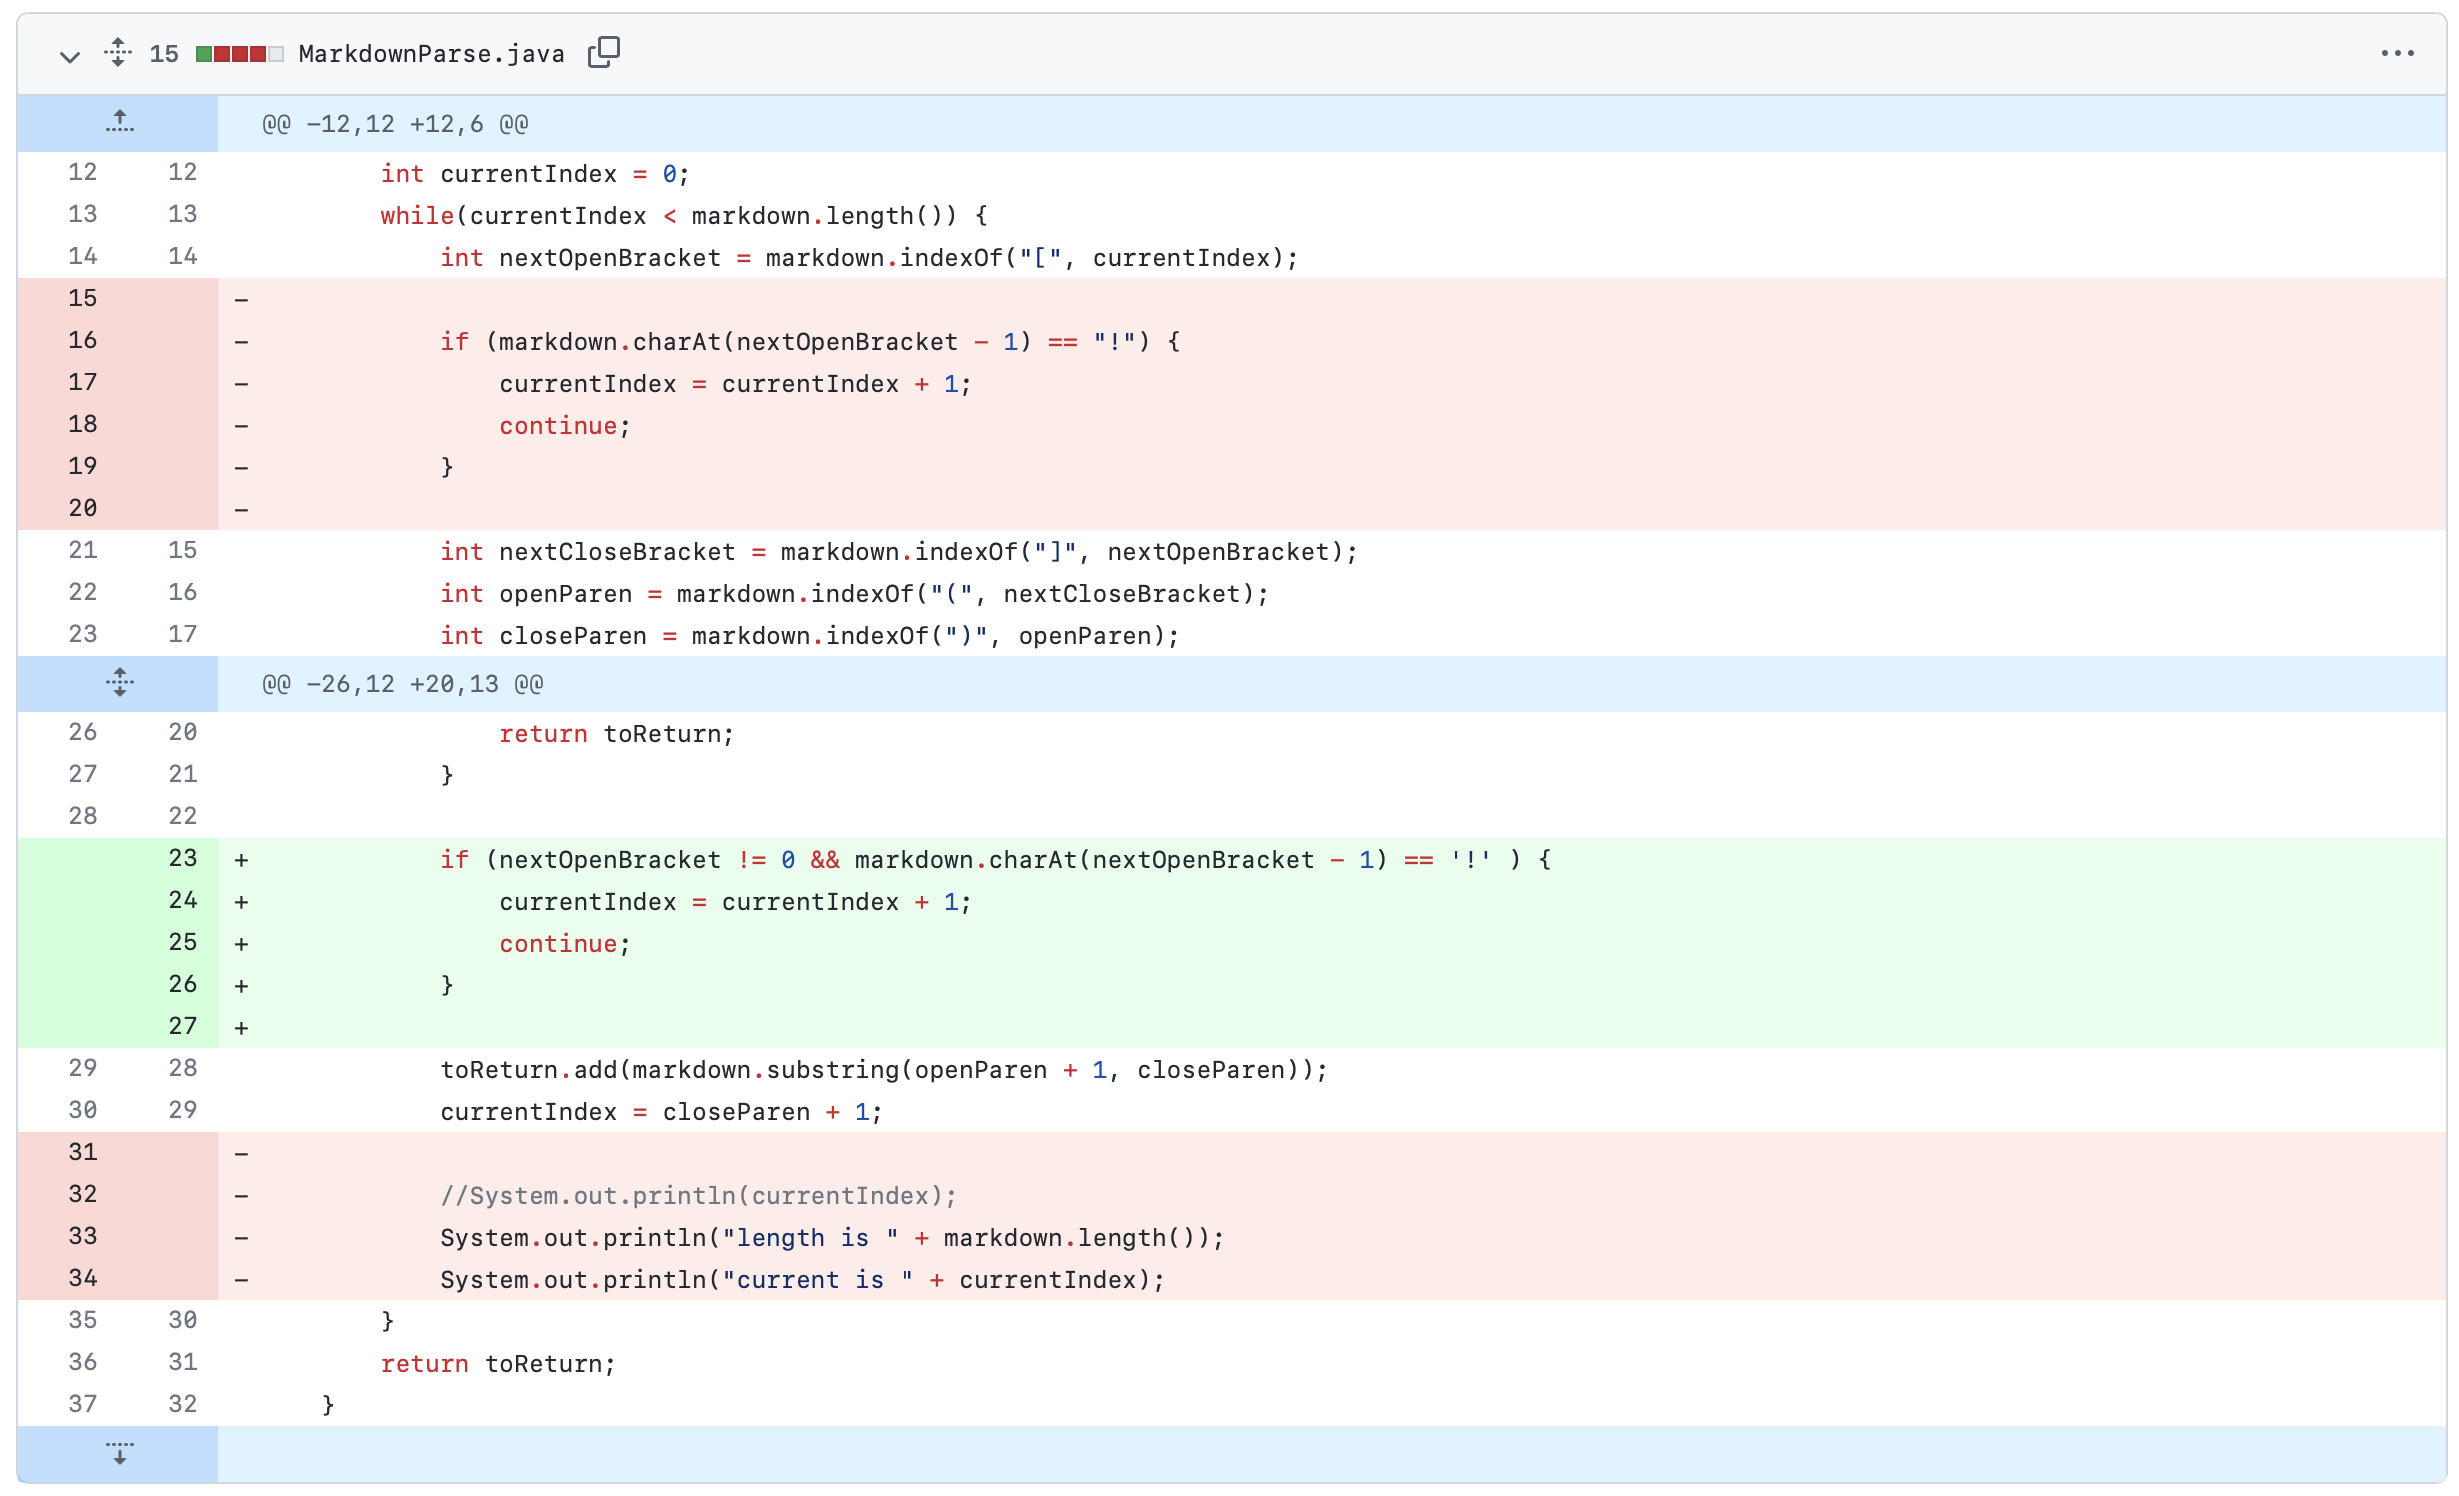 15 MarkdownParse.java
@@ -12,12 +12,6 @@
12 12 int currentIndex = 0;
13 13 while(currentIndex < markdown.length()) {
14 14 int nextOpenBracket = markdown.indexOf("[", currentIndex);
15 -
16 - if (markdown.charAt(nextOpenBracket - 1) == "!") {
17 - currentIndex = currentIndex + 1;
18 - continue;
19 - }
20 -
21 15 int nextCloseBracket = markdown.indexOf("]", nextOpenBracket);
22 16 int openParen = markdown.indexOf("(", nextCloseBracket);
23 17 int closeParen = markdown.indexOf(")", openParen);
@@ -26,12 +20,13 @@
26 20 return toReturn;
27 21 }
28 22
23 + if (nextOpenBracket != 0 && markdown.charAt(nextOpenBracket - 1) == '!' ) {
24 + currentIndex = currentIndex + 1;
25 + continue;
26 + }
27 +
29 28 toReturn.add(markdown.substring(openParen + 1, closeParen));
30 29 currentIndex = closeParen + 1;
31 -
32 - //System.out.println(currentIndex);
33 - System.out.println("length is " + markdown.length());
34 - System.out.println("current is " + currentIndex);
35 30 }
36 31 return toReturn;
37 32 }